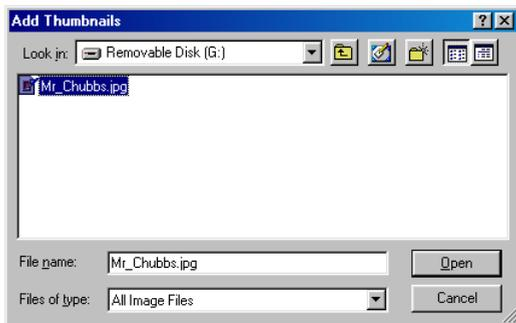 Add Thumbnails
Look in: Removable Disk (G:)
Mr_Chubbs.jpg
File name: Mr_Chubbs.jpg Open
Files of type: All Image Files Cancel